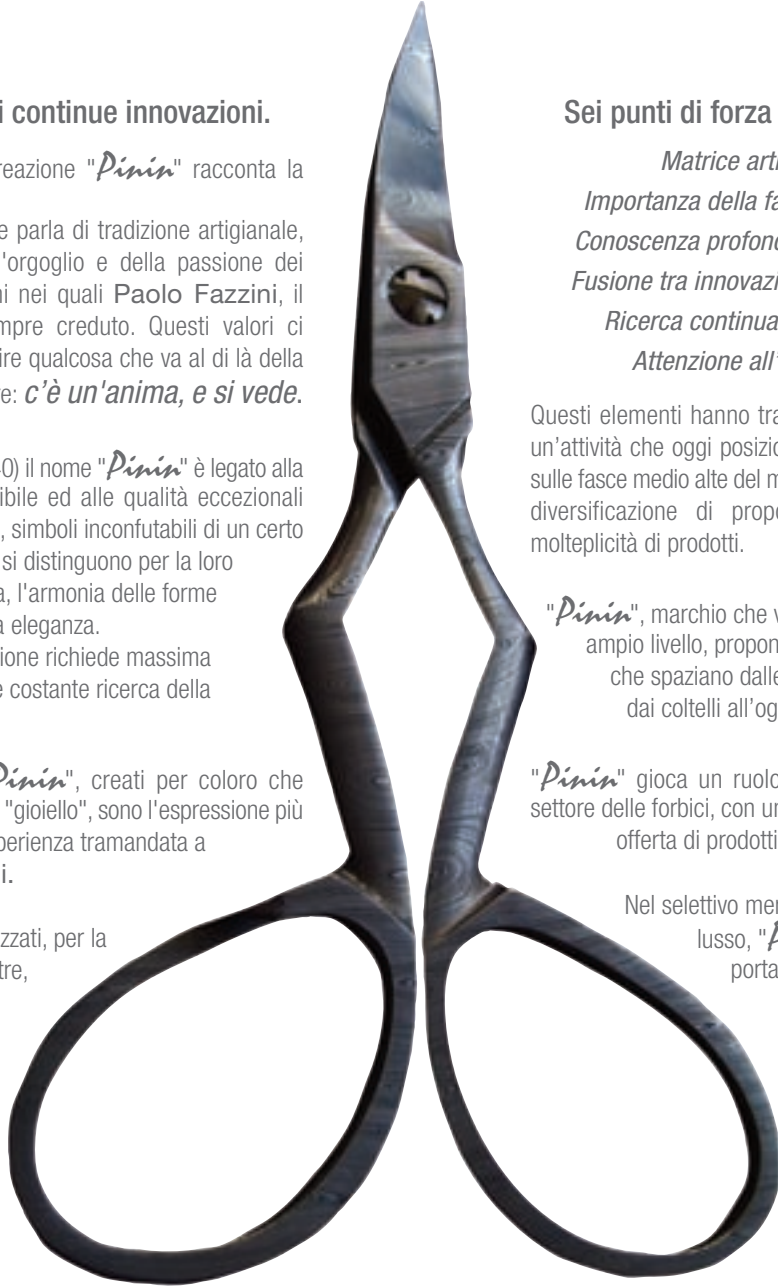 i continue innovazioni.
reazione "Pinin" racconta la
e parla di tradizione artigianale,
l'orgoglio e della passione dei
ni nei quali Paolo Fazzini, il
mpre creduto. Questi valori ci
ire qualcosa che va al di là della
e: c'è un'anima, e si vede.
0) il nome "Pinin" è legato alla
ibile ed alle qualità eccezionali
, simboli inconfutabili di un certo
si distinguono per la loro
a, l'armonia delle forme
a eleganza.
ione richiede massima
e costante ricerca della
Pinin", creati per coloro che
"gioiello", sono l'espressione più
perienza tramandata a
i.
zzati, per la
tre,
Sei punti di forza
Matrice arti
Importanza della fa
Conoscenza profond
Fusione tra innovazi
Ricerca continua
Attenzione all'
Questi elementi hanno tra
un'attività che oggi posizio
sulle fasce medio alte del m
diversificazione di propo
molteplicità di prodotti.
"Pinin", marchio che v
ampio livello, propon
che spaziano dalle
dai coltelli all'og
"Pinin" gioca un ruolo
settore delle forbici, con un
offerta di prodotti
Nel selettivo mer
lusso, "P
porta